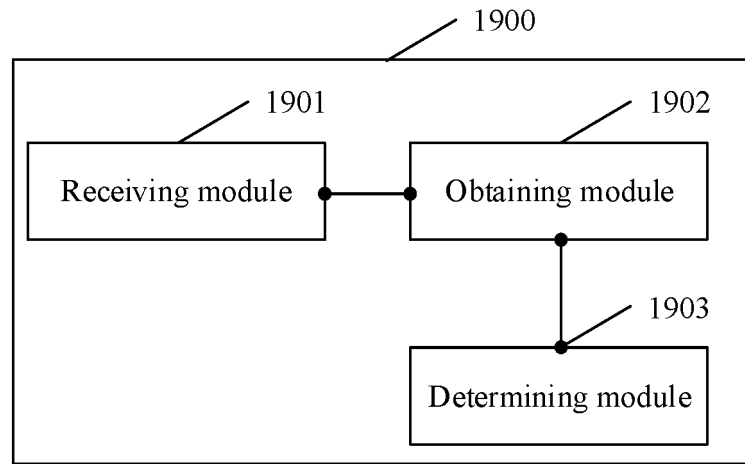 1900
1901
1902
Receiving module
Obtaining module
1903
Determining module